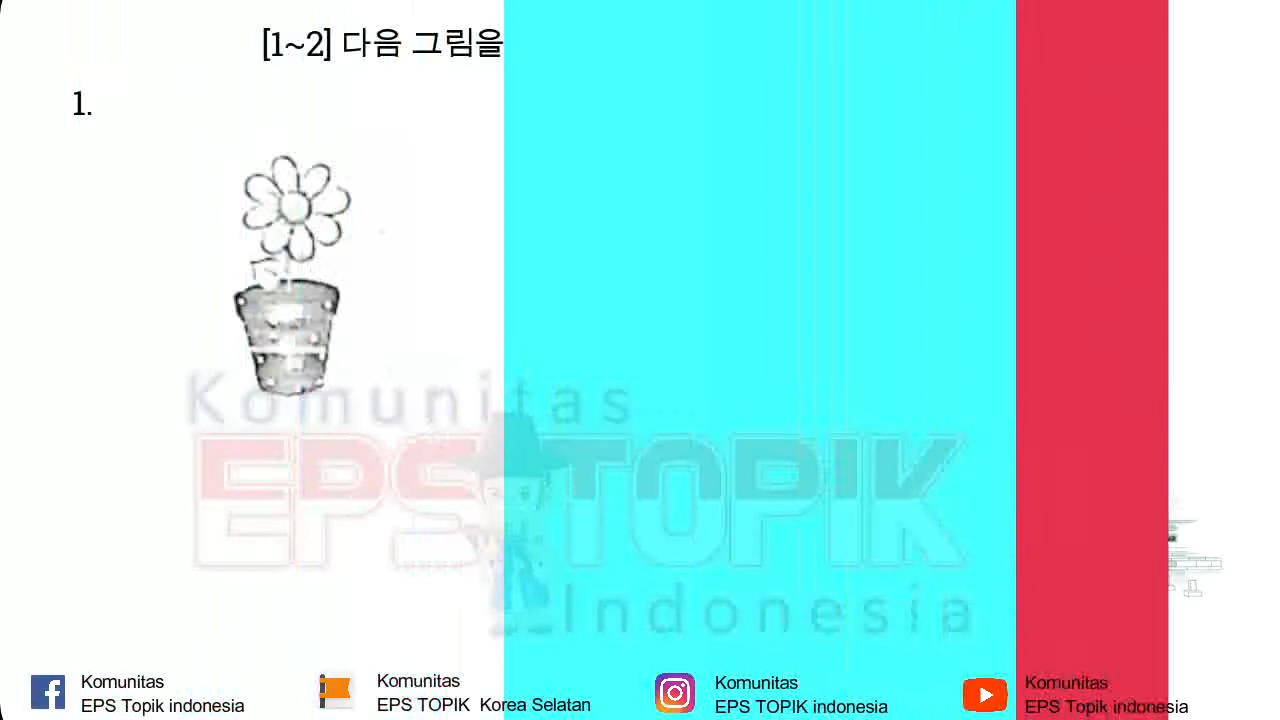 [1~2] 다음 그림을
1.
Komunitas
EPS TOPIK
Indonesia
Komunitas
EPS Topik indonesia
Komunitas
EPS TOPIK Korea Selatan
Komunitas
EPS TOPIK indonesia
Komunitas
EPS Topik indonesia